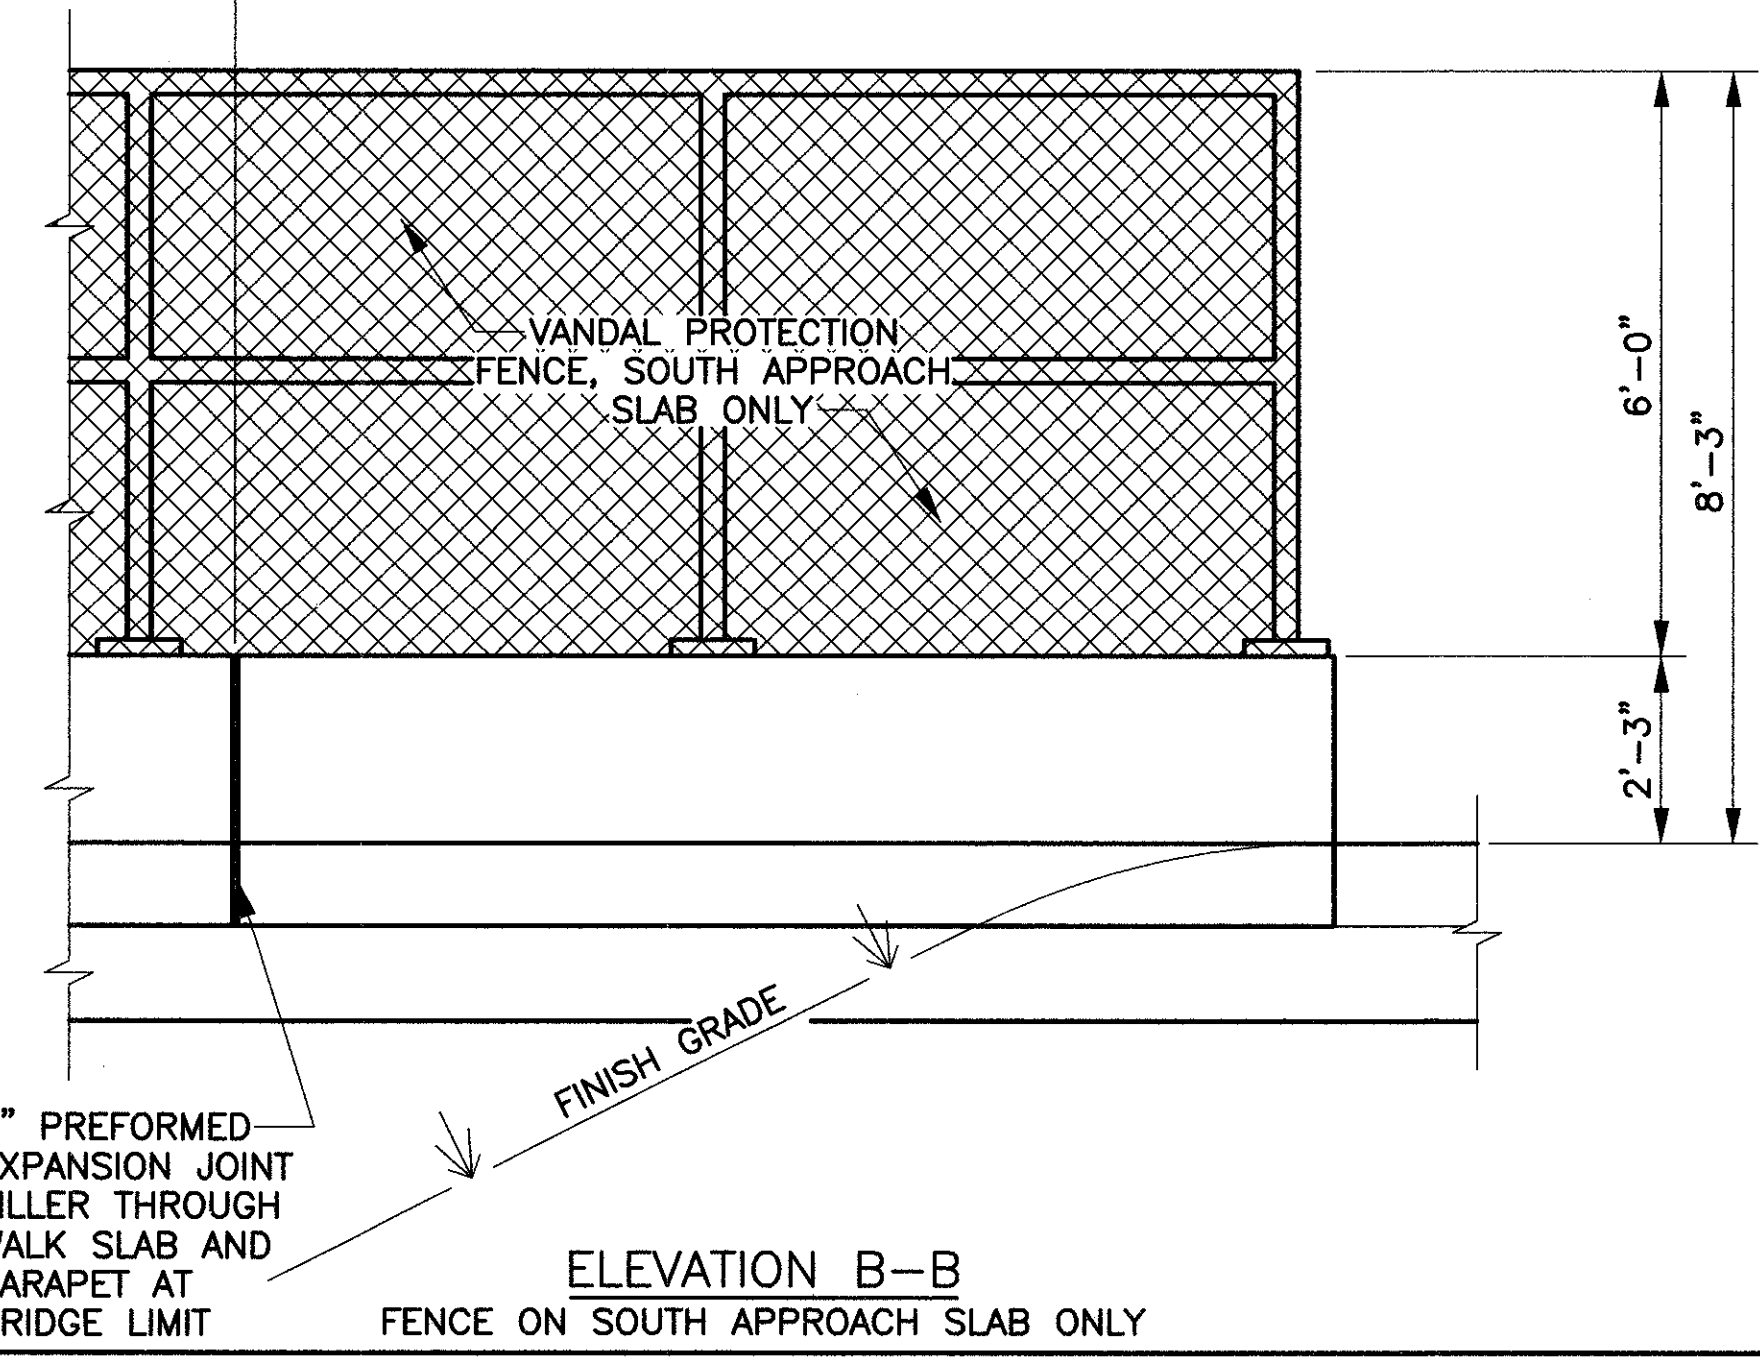 VANDAL PROTECTION
FENCE, SOUTH APPROACH
SLAB ONLY
6'-0"
8'-3"
2'-3"
FINISH GRADE
" PREFORMED
XPANSION JOINT
ILLER THROUGH
ALK SLAB AND
ARAPET AT
RIDGE LIMIT
ELEVATION B-B
FENCE ON SOUTH APPROACH SLAB ONLY